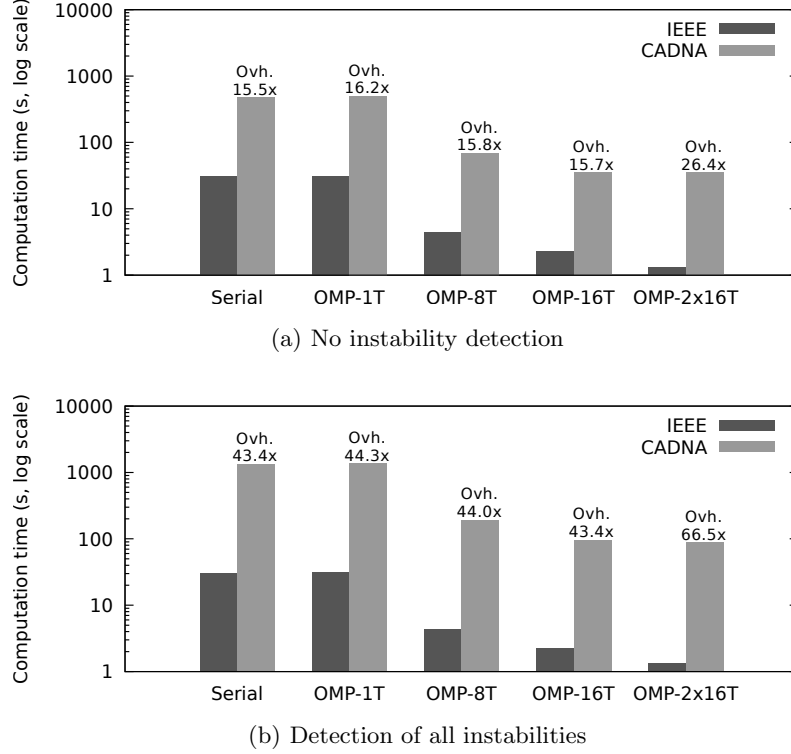 Computation time (s, log scale)
10000
1000
100
10
1
IEEE
CADNA
Ovh.
15.5x
Ovh.
16.2x
Ovh.
15.8x
Ovh.
15.7x
Ovh.
26.4x
Serial OMP-1T OMP-8T OMP-16T OMP-2x16T
(a) No instability detection
Computation time (s, log scale)
10000
1000
100
10
1
IEEE
CADNA
Ovh.
43.4x
Ovh.
44.3x
Ovh.
44.0x
Ovh.
43.4x
Ovh.
66.5x
Serial OMP-1T OMP-8T OMP-16T OMP-2x16T
(b) Detection of all instabilities